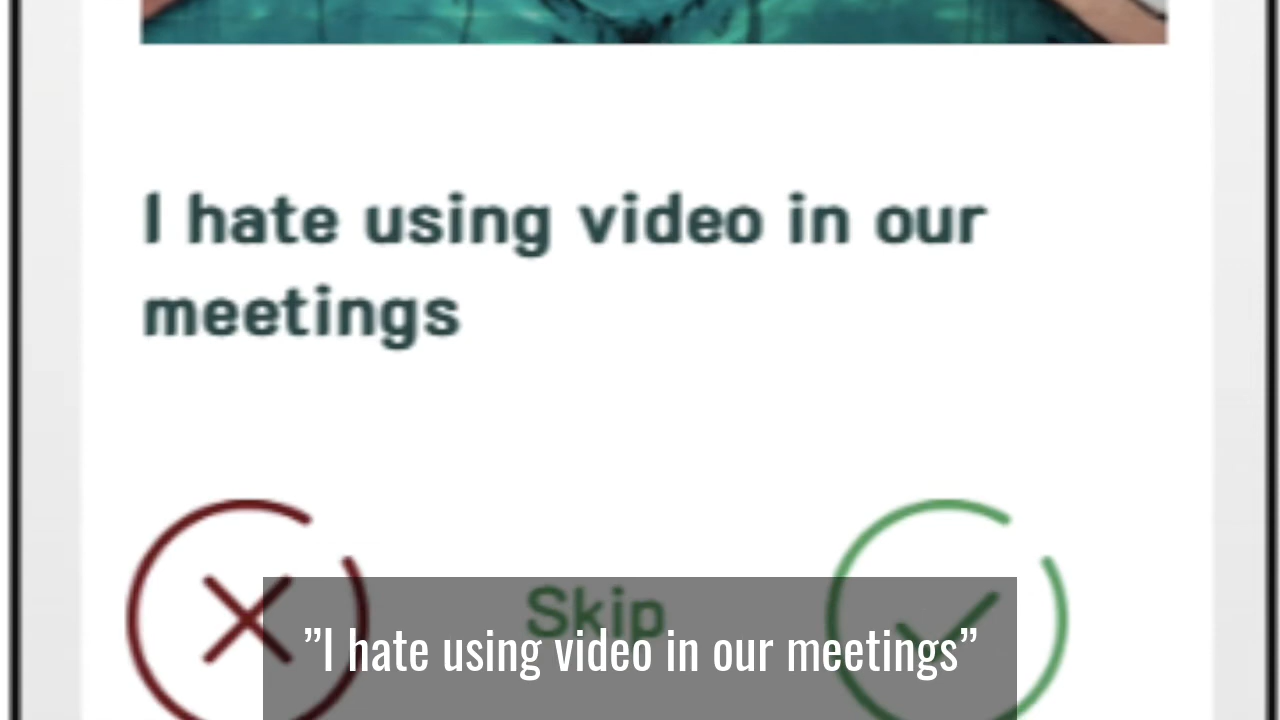 I hate using video in our
meetings
Skip
”I hate using video in our meetings”